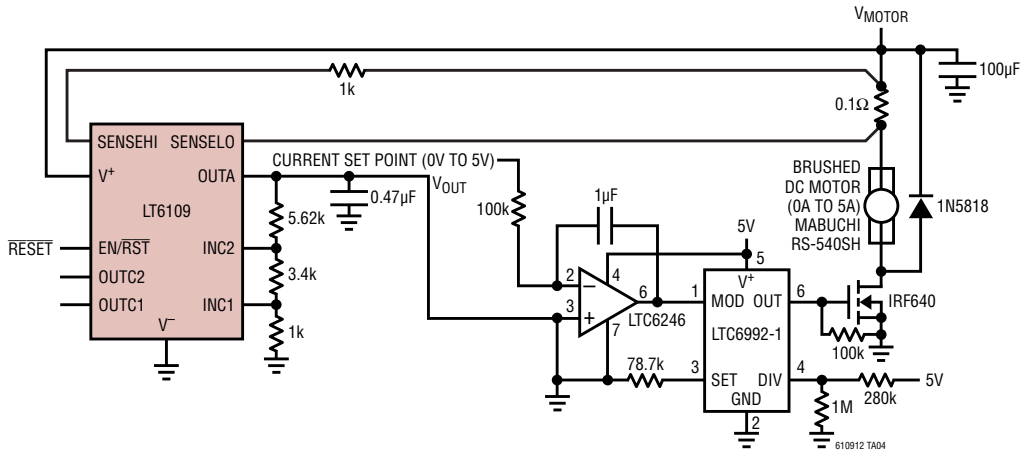 VMOTOR
1k
100µF
0.1Ω
SENSEHI SENSELO
V+ OUTA
LT6109
RESET EN/RST INC2
OUTC2
OUTC1 INC1
V–
5.62k
3.4k
1k
0.47µF
CURRENT SET POINT (0V TO 5V)
VOUT
100k
1µF
2 –
3 +
4
6
7
LTC6246
5V
5
V+
1 MOD OUT 6
LTC6992-1
3 SET DIV 4
GND
2
78.7k
BRUSHED
DC MOTOR
(0A TO 5A)
MABUCHI
RS-540SH
1N5818
IRF640
100k
1M
280k
5V
610912 TA04